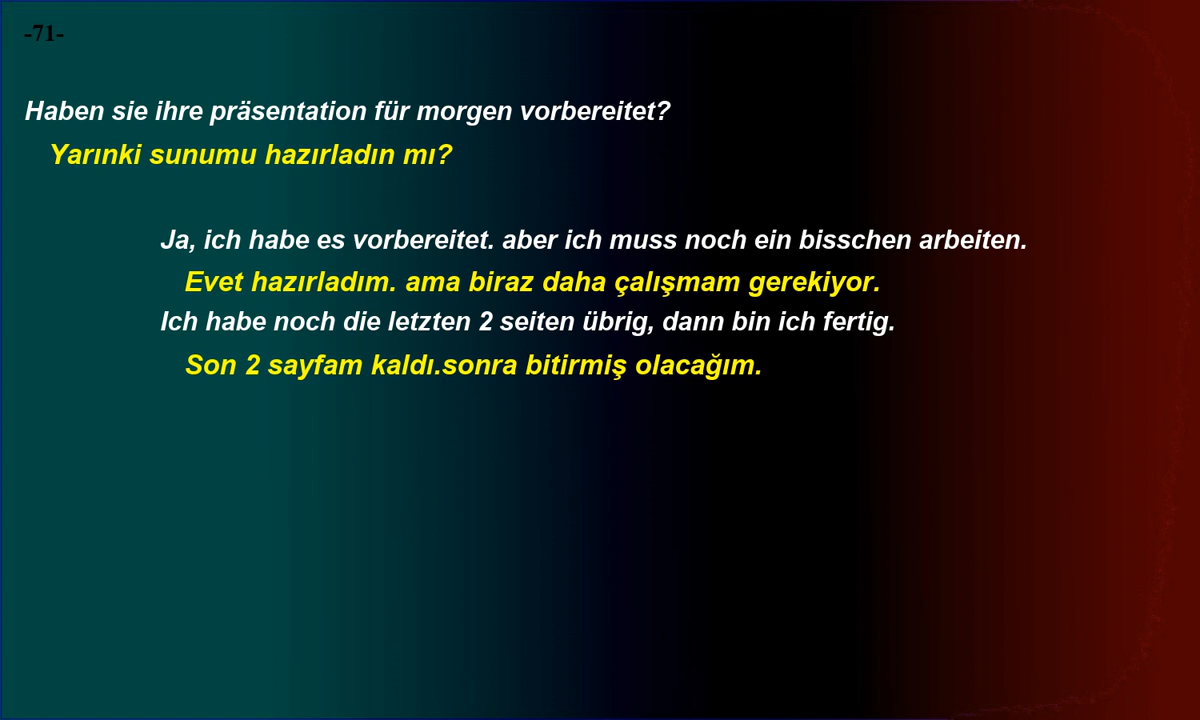 -71-
Haben sie ihre präsentation für morgen vorbereitet?
Yarınki sunumu hazırladın mı?
Ja, ich habe es vorbereitet. aber ich muss noch ein bisschen arbeiten.
Evet hazırladım. ama biraz daha çalışmam gerekiyor.
Ich habe noch die letzten 2 seiten übrig, dann bin ich fertig.
Son 2 sayfam kaldı.sonra bitirmiş olacağım.